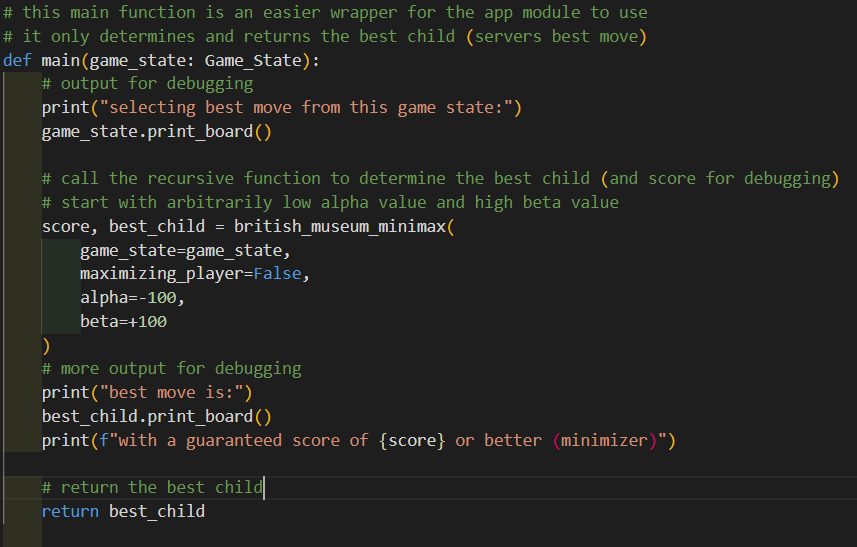 # this main function is an easier wrapper for the app module to use
# it only determines and returns the best child (servers best move)
def main(game_state: Game_State):
    # output for debugging
    print("selecting best move from this game state:")
    game_state.print_board()

    # call the recursive function to determine the best child (and score for debugging)
    # start with arbitrarily low alpha value and high beta value
    score, best_child = british_museum_minimax(
        game_state=game_state,
        maximizing_player=False,
        alpha=-100,
        beta=+100
    )
    # more output for debugging
    print("best move is:")
    best_child.print_board()
    print(f"with a guaranteed score of {score} or better (minimizer)")

    # return the best child
    return best_child